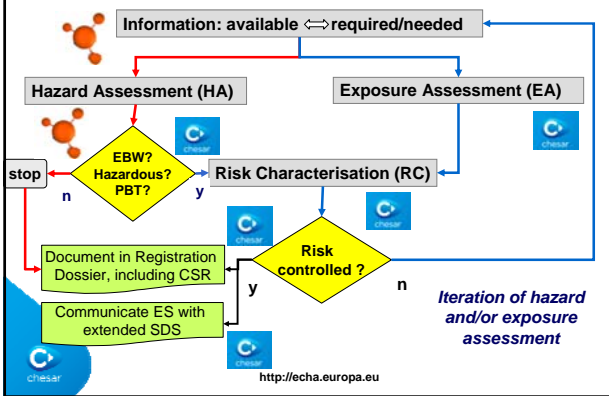 Information: available ⇔ required/needed
Hazard Assessment (HA)
Exposure Assessment (EA)
chesar
chesar
EBW?
Hazardous?
PBT?
stop
n
y
Risk Characterisation (RC)
chesar
chesar
Document in Registration
Dossier, including CSR
Risk
controlled ?
y
n
Communicate ES with
extended SDS
Iteration of hazard
and/or exposure
assessment
chesar
chesar
http://echa.europa.eu